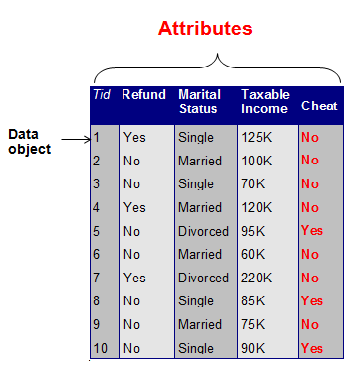 Attributes
Tid Refund Marital Status Taxable Income Cheat
Data object
1 Yes Single 125K No
2 No Married 100K No
3 No Single 70K No
4 Yes Married 120K No
5 No Divorced 95K Yes
6 No Married 60K No
7 Yes Divorced 220K No
8 No Single 85K Yes
9 No Married 75K No
10 No Single 90K Yes